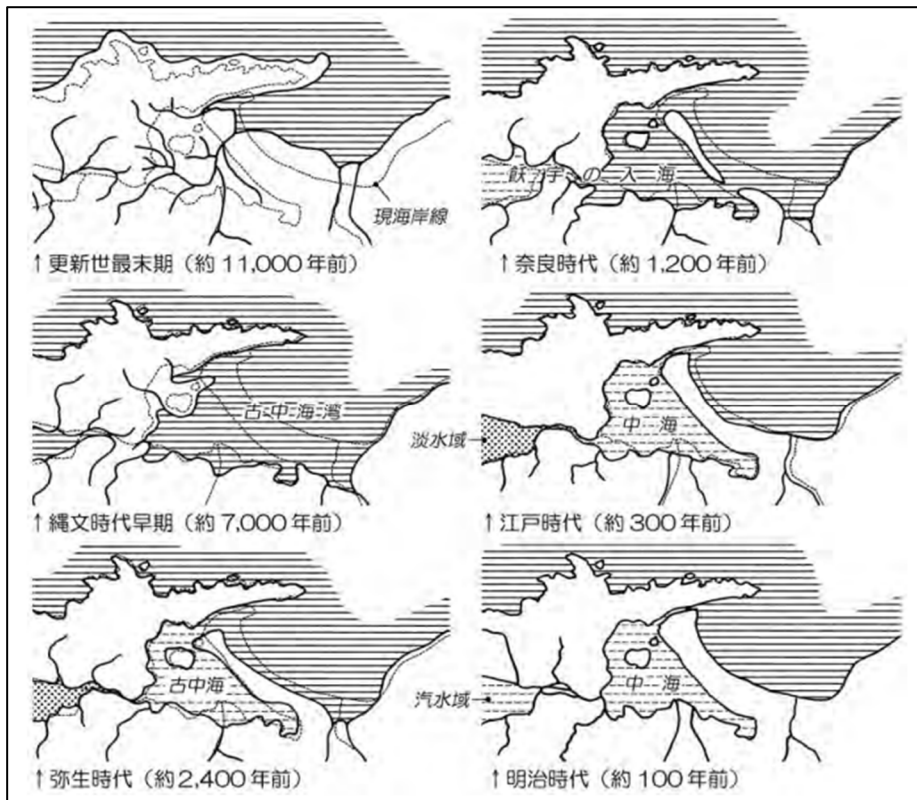 現海岸線
↑更新世最末期（約11,000年前）
古中海湾
↑縄文時代早期（約7,000年前）
古中海
↑弥生時代（約2,400年前）
飫宇の入海
↑奈良時代（約1,200年前）
中海
淡水域
↑江戸時代（約300年前）
中海
汽水域
↑明治時代（約100年前）